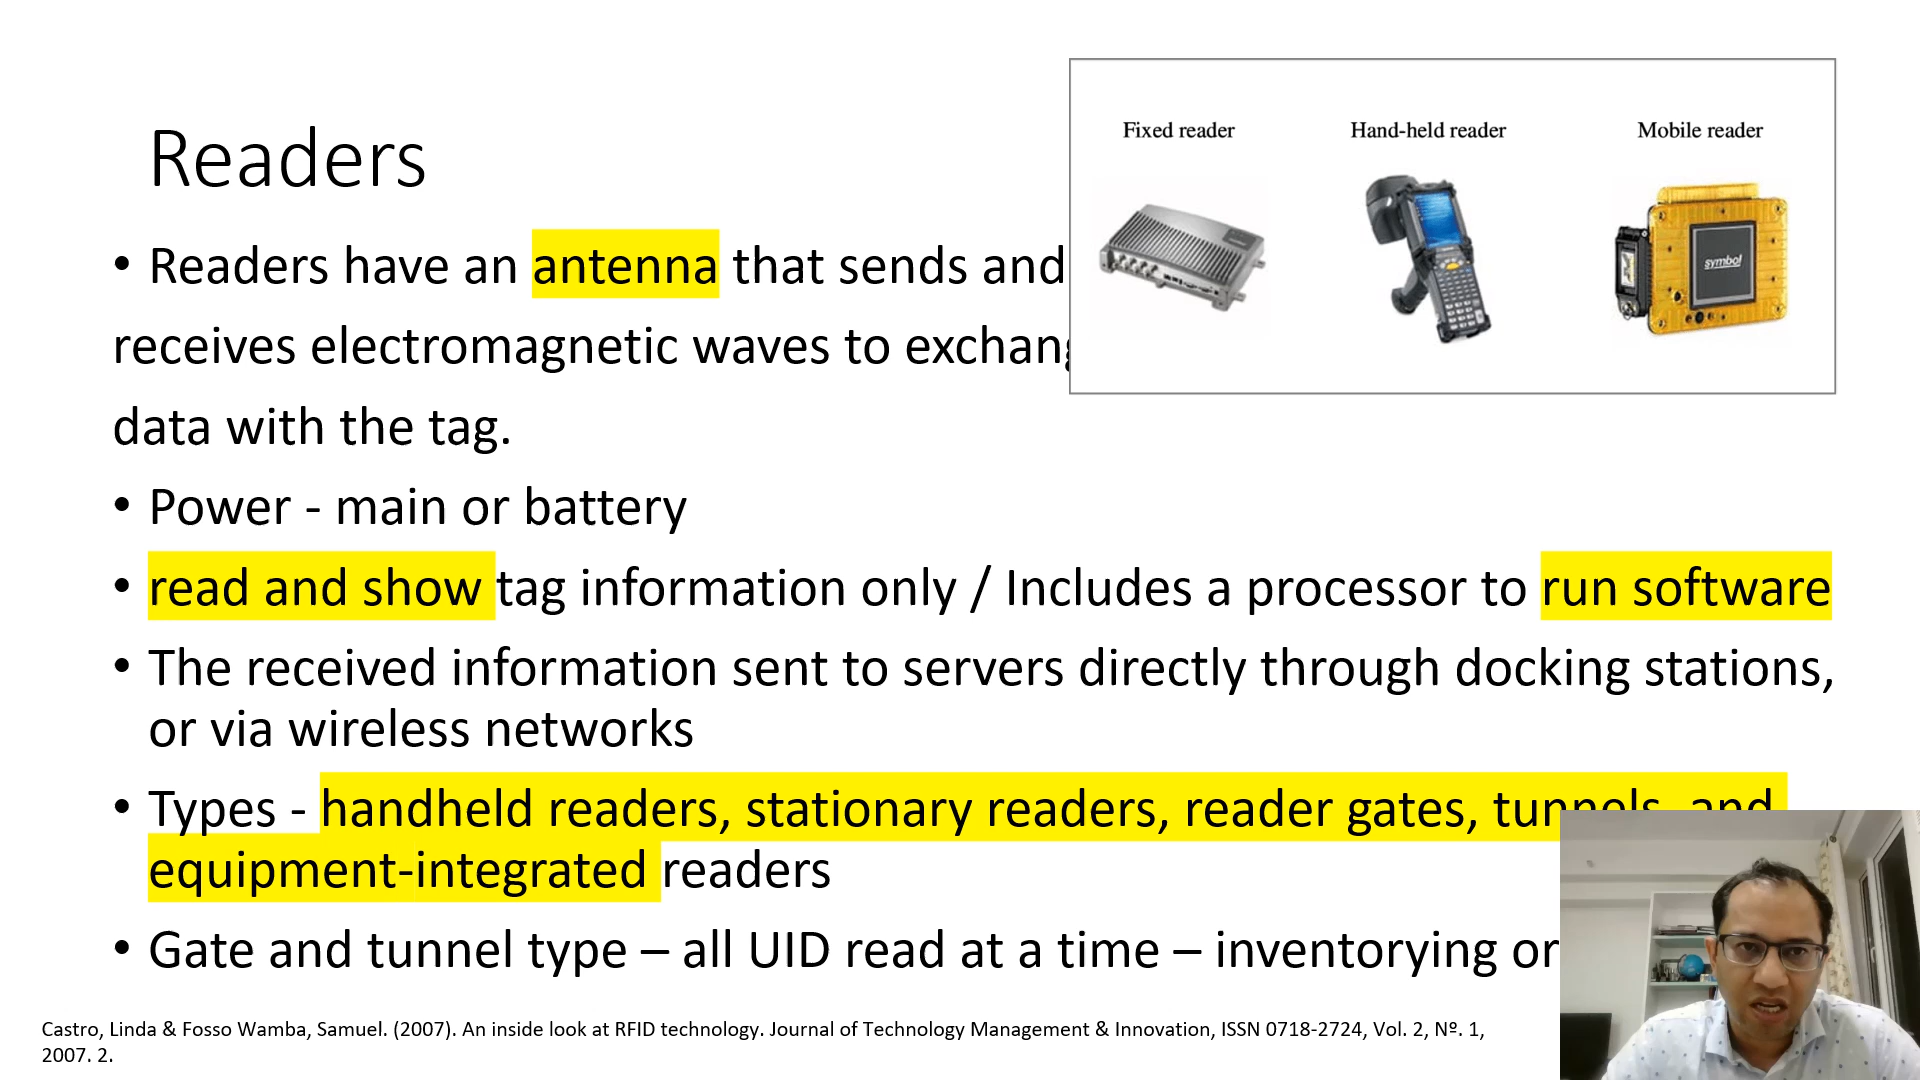 Fixed reader Hand-held reader Mobile reader
symbol
Readers
• Readers have an antenna that sends and
receives electromagnetic waves to
data with the tag.
• Power - main or battery
• read and show tag information only / Includes a processor to run software
• The received information sent to servers directly through docking stations,
or via wireless networks
• Types - handheld readers, stationary readers, reader gates, tunnels, and
equipment-integrated readers
• Gate and tunnel type – all UID read at a time – inventorying or
Castro, Linda & Fosso Wamba, Samuel. (2007). An inside look at RFID technology. Journal of Technology Management & Innovation, ISSN 0718-2724, Vol. 2, Nº. 1,
2007. 2.